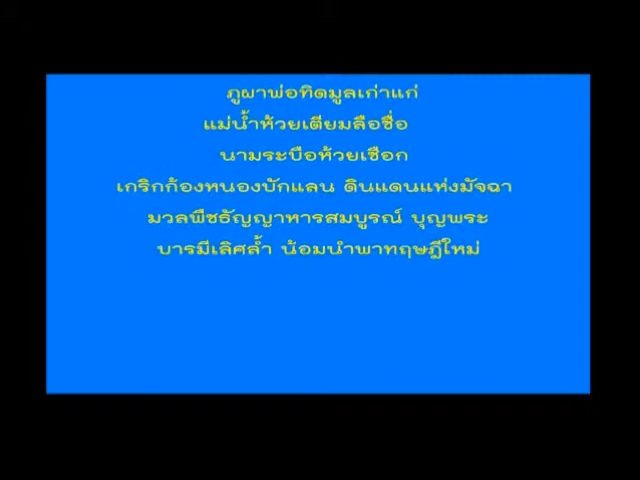 ภูผาพ่อทิดมูลเก่าแก่
แม่น้ำห้วยเตียมลือชื่อ
นามระบือห้วยเชือก
เกริกก้องหนองบักแลน ดินแดนแห่งมัจฉา
มวลพืชธัญญาหารสมบูรณ์ บุญพระ
บารมีเลิศล้ำ น้อมนำพาทฤษฎีใหม่